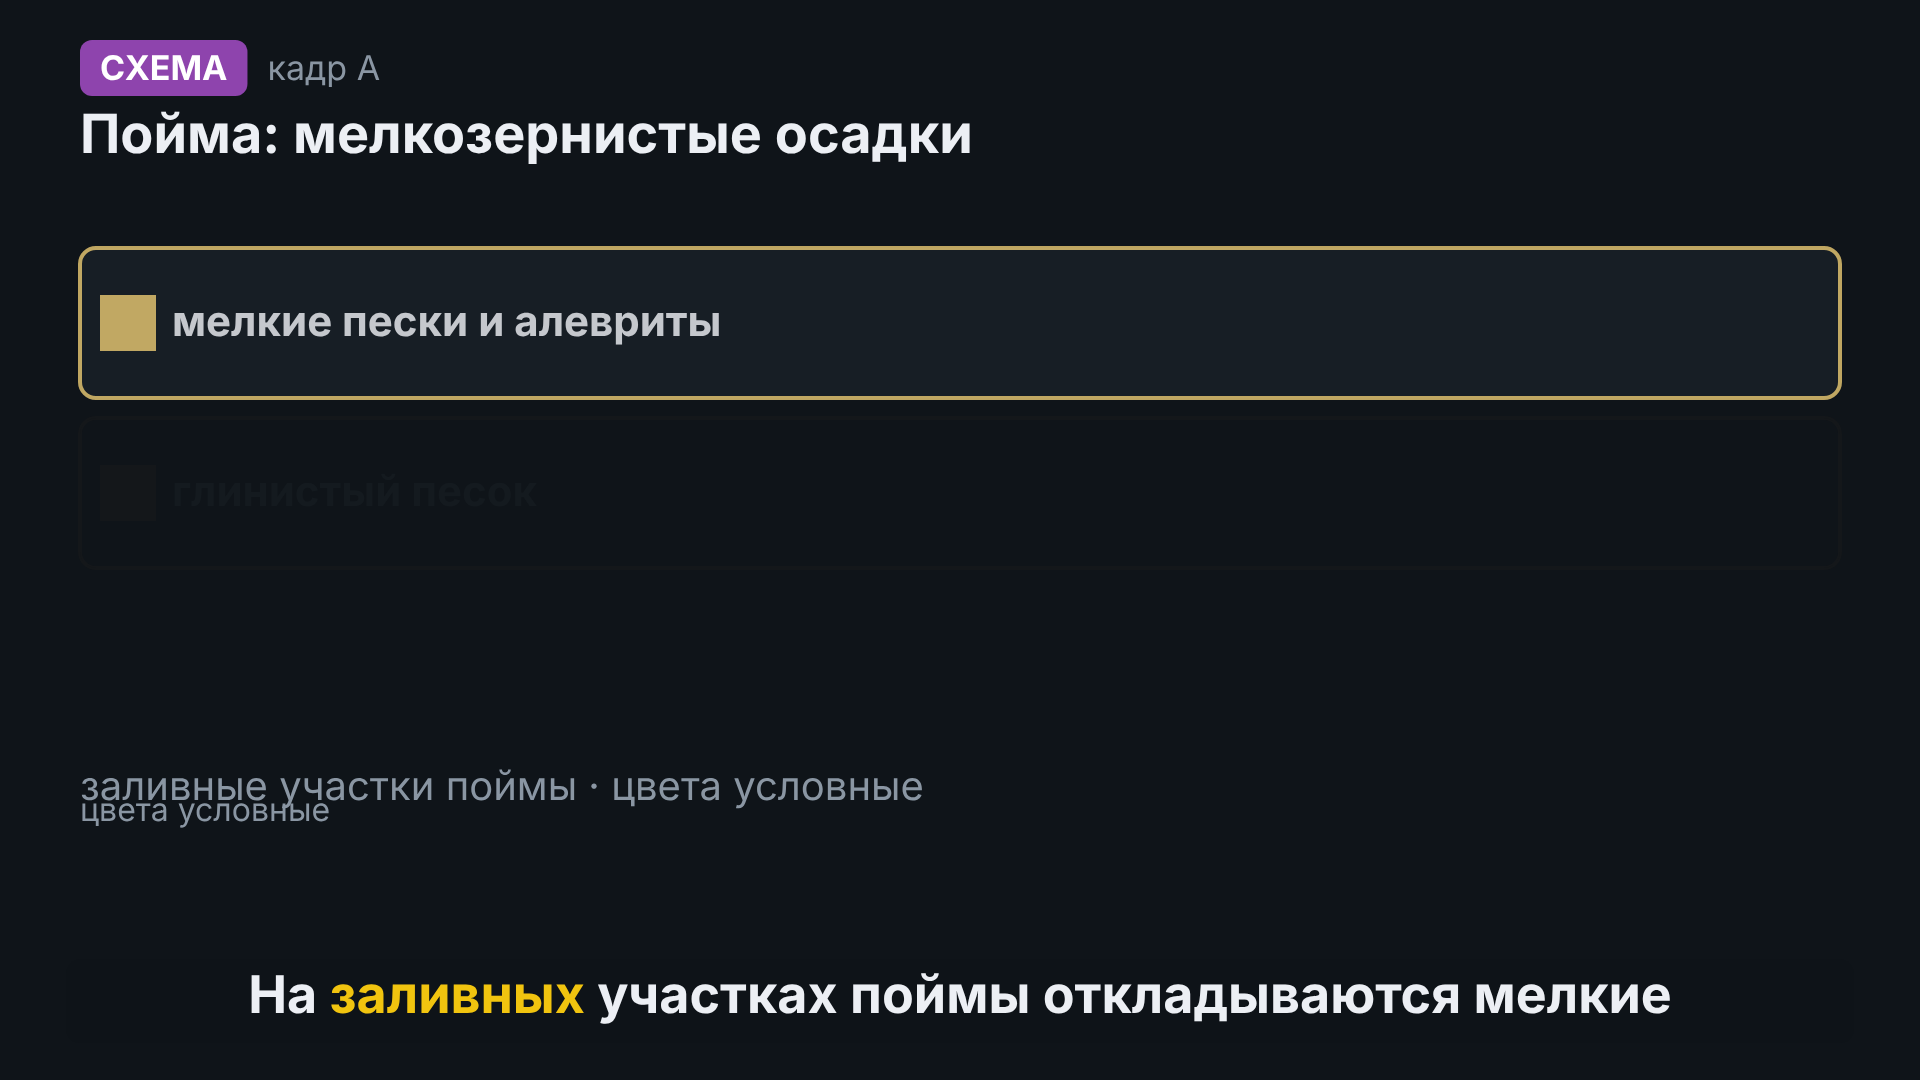 СХЕМА кадр А
Пойма: мелкозернистые осадки
мелкие пески и алевриты
глинистый песок
заливные участки поймы · цвета условные
цвета условные
На заливных участках поймы откладываются мелкие